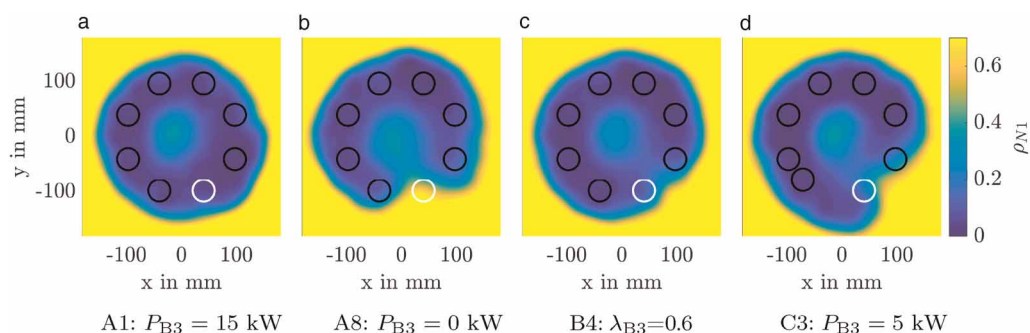 a
b
c
d
100
0
-100
y in mm
-100 0 100
-100 0 100
-100 0 100
-100 0 100
x in mm
x in mm
x in mm
x in mm
0.6
0.4
0.2
0
ρN1
A1: PB3 = 15 kW
A8: PB3 = 0 kW
B4: λB3=0.6
C3: PB3 = 5 kW